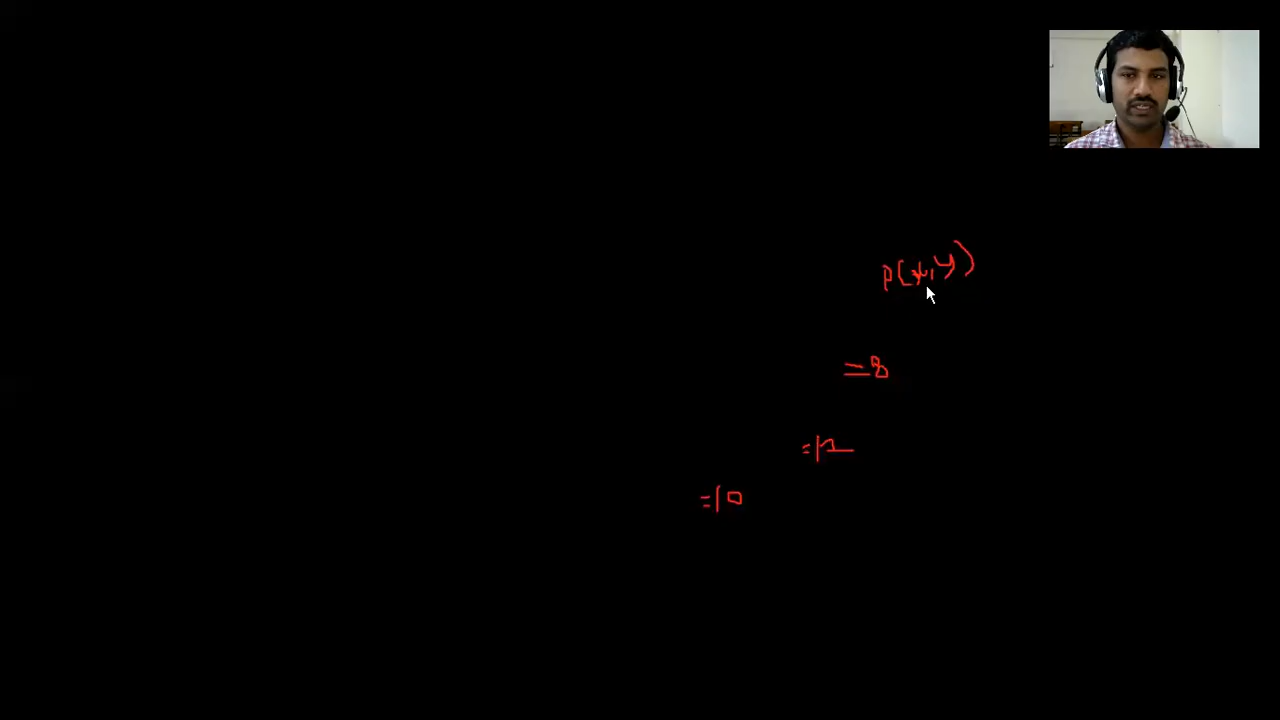 P(x,y)
=8
=12
=10